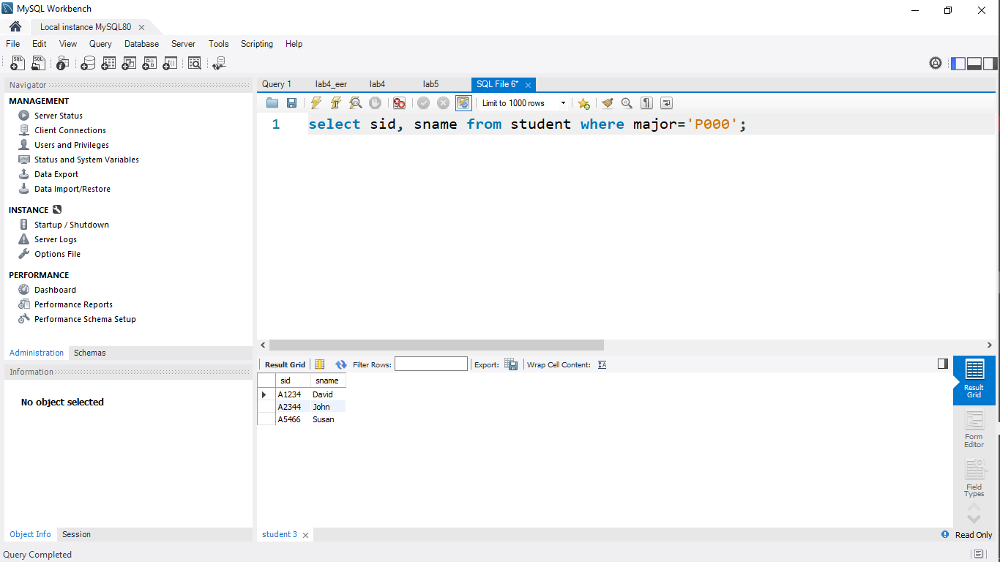 MySQL Workbench
Local instance MySQL80
File Edit View Query Database Server Tools Scripting Help
Navigator
MANAGEMENT
Server Status
Client Connections
Users and Privileges
Status and System Variables
Data Export
Data Import/Restore
INSTANCE
Startup / Shutdown
Server Logs
Options File
PERFORMANCE
Dashboard
Performance Reports
Performance Schema Setup
Administration Schemas
Information
No object selected
Object Info Session
Query 1 lab4_eer lab4 lab5 SQL File 6*
Limit to 1000 rows
1 select sid, sname from student where major='P000';
Result Grid Filter Rows: Export: Wrap Cell Content:
sid sname
A1234 David
A2344 John
A5466 Susan
Result
Grid
Form
Editor
Field
Types
student 3
Read Only
Query Completed